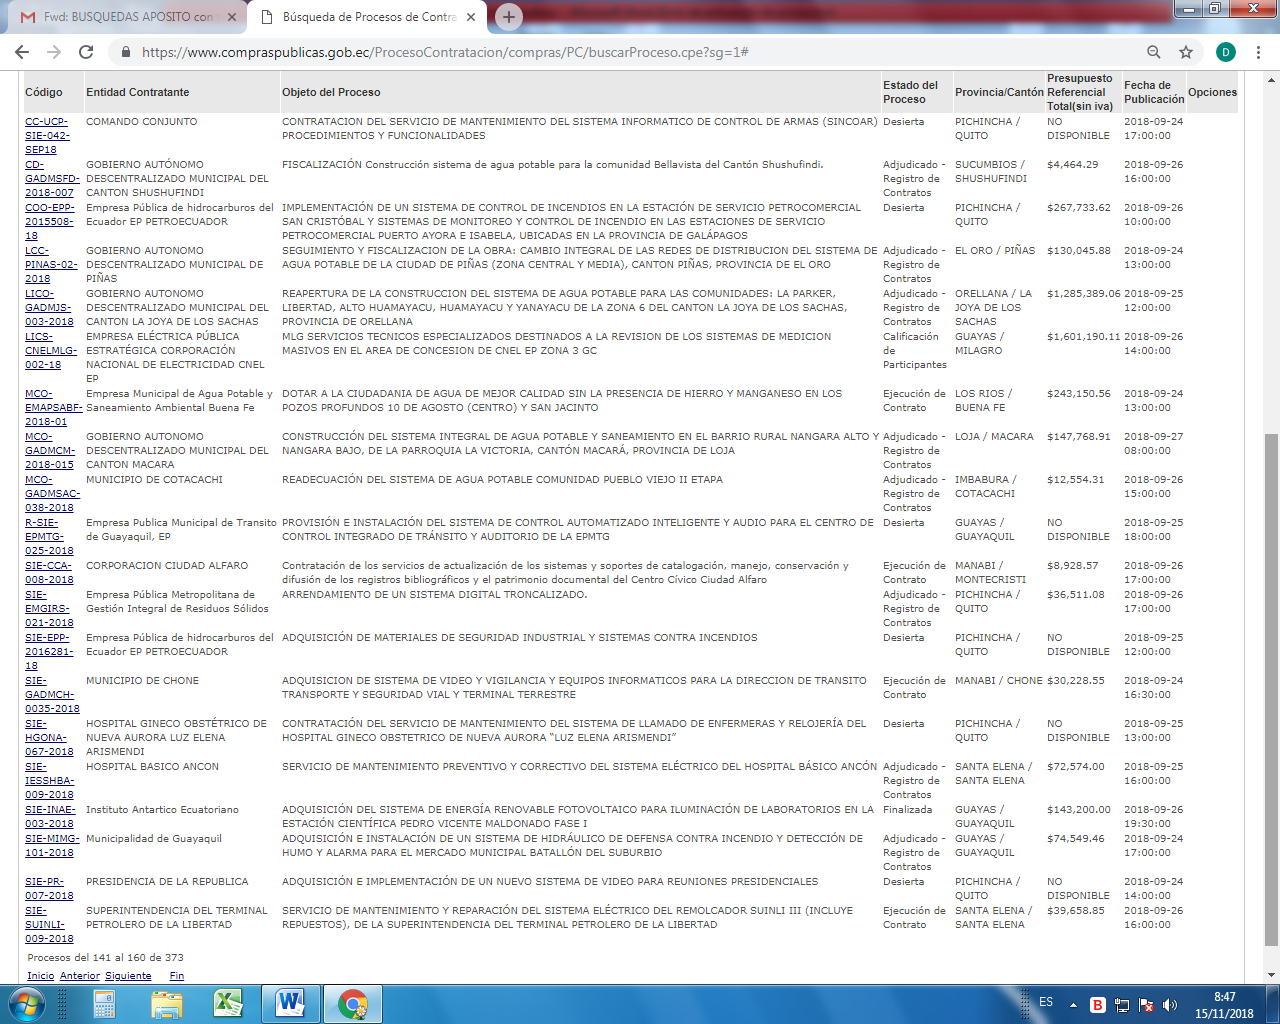 Fwd: BUSQUEDAS APOSITO con
Búsqueda de Procesos de Contra
https://www.compraspublicas.gob.ec/ProcesoContratacion/compras/PC/buscarProceso.cpe?sg=1#
D
Código Entidad Contratante Objeto del Proceso Estado del Proceso Provincia/Cantón Presupuesto Referencial Total(sin iva) Fecha de Publicación Opciones
CC-UCP-SIE-042-SEP18 COMANDO CONJUNTO CONTRATACION DEL SERVICIO DE MANTENIMIENTO DEL SISTEMA INFORMATICO DE CONTROL DE ARMAS (SINCOAR) PROCEDIMIENTOS Y FUNCIONALIDADES Desierta PICHINCHA / QUITO NO DISPONIBLE 2018-09-24 17:00:00
CD-GADMSFD-2018-007 GOBIERNO AUTÓNOMO DESCENTRALIZADO MUNICIPAL DEL CANTON SHUSHUFINDI FISCALIZACIÓN Construcción sistema de agua potable para la comunidad Bellavista del Cantón Shushufindi. Adjudicado - Registro de Contratos SUCUMBIOS / SHUSHUFINDI $4,464.29 2018-09-26 16:00:00
COO-EPP-2015508-18 Empresa Pública de hidrocarburos del Ecuador EP PETROECUADOR IMPLEMENTACIÓN DE UN SISTEMA DE CONTROL DE INCENDIOS EN LA ESTACIÓN DE SERVICIO PETROCOMERCIAL SAN CRISTÓBAL Y SISTEMAS DE MONITOREO Y CONTROL DE INCENDIO EN LAS ESTACIONES DE SERVICIO PETROCOMERCIAL PUERTO AYORA E ISABELA, UBICADAS EN LA PROVINCIA DE GALÁPAGOS Desierta PICHINCHA / QUITO $267,733.62 2018-09-26 10:00:00
LCC-PINAS-02-2018 GOBIERNO AUTONOMO DESCENTRALIZADO MUNICIPAL DE PIÑAS SEGUIMIENTO Y FISCALIZACION DE LA OBRA: CAMBIO INTEGRAL DE LAS REDES DE DISTRIBUCION DEL SISTEMA DE AGUA POTABLE DE LA CIUDAD DE PIÑAS (ZONA CENTRAL Y MEDIA), CANTON PIÑAS, PROVINCIA DE EL ORO Adjudicado - Registro de Contratos EL ORO / PIÑAS $130,045.88 2018-09-24 13:00:00
LICO-GADMJS-003-2018 GOBIERNO AUTONOMO DESCENTRALIZADO MUNICIPAL DEL CANTON LA JOYA DE LOS SACHAS REAPERTURA DE LA CONSTRUCCION DEL SISTEMA DE AGUA POTABLE PARA LAS COMUNIDADES: LA PARKER, LIBERTAD, ALTO HUAMAYACU, HUAMAYACU Y YANAYACU DE LA ZONA 6 DEL CANTON LA JOYA DE LOS SACHAS, PROVINCIA DE ORELLANA Adjudicado - Registro de Contratos ORELLANA / LA JOYA DE LOS SACHAS $1,285,389.06 2018-09-25 12:00:00
LICS-CNELMLG-002-18 EMPRESA ELÉCTRICA PÚBLICA ESTRATÉGICA CORPORACIÓN NACIONAL DE ELECTRICIDAD CNEL EP MLG SERVICIOS TECNICOS ESPECIALIZADOS DESTINADOS A LA REVISION DE LOS SISTEMAS DE MEDICION MASIVOS EN EL AREA DE CONCESION DE CNEL EP ZONA 3 GC Calificación de Participantes GUAYAS / MILAGRO $1,601,190.11 2018-09-26 14:00:00
MCO-EMAPSABF-2018-01 Empresa Municipal de Agua Potable y Saneamiento Ambiental Buena Fe DOTAR A LA CIUDADANIA DE AGUA DE MEJOR CALIDAD SIN LA PRESENCIA DE HIERRO Y MANGANESO EN LOS POZOS PROFUNDOS 10 DE AGOSTO (CENTRO) Y SAN JACINTO Ejecución de Contrato LOS RIOS / BUENA FE $243,150.56 2018-09-24 13:00:00
MCO-GADMCM-2018-015 GOBIERNO AUTONOMO DESCENTRALIZADO MUNICIPAL DEL CANTON MACARA CONSTRUCCIÓN DEL SISTEMA INTEGRAL DE AGUA POTABLE Y SANEAMIENTO EN EL BARRIO RURAL NANGARA ALTO Y NANGARA BAJO, DE LA PARROQUIA LA VICTORIA, CANTÓN MACARÁ, PROVINCIA DE LOJA Adjudicado - Registro de Contratos LOJA / MACARA $147,768.91 2018-09-27 08:00:00
MCO-GADMSAC-038-2018 MUNICIPIO DE COTACACHI READECUACIÓN DEL SISTEMA DE AGUA POTABLE COMUNIDAD PUEBLO VIEJO II ETAPA Adjudicado - Registro de Contratos IMBABURA / COTACACHI $12,554.31 2018-09-26 15:00:00
R-SIE-EPMTG-025-2018 Empresa Publica Municipal de Transito de Guayaquil, EP PROVISIÓN E INSTALACIÓN DEL SISTEMA DE CONTROL AUTOMATIZADO INTELIGENTE Y AUDIO PARA EL CENTRO DE CONTROL INTEGRADO DE TRÁNSITO Y AUDITORIO DE LA EPMTG Desierta GUAYAS / GUAYAQUIL NO DISPONIBLE 2018-09-25 18:00:00
SIE-CCA-008-2018 CORPORACION CIUDAD ALFARO Contratación de los servicios de actualización de los sistemas y soportes de catalogación, manejo, conservación y difusión de los registros bibliográficos y el patrimonio documental del Centro Cívico Ciudad Alfaro Ejecución de Contrato MANABI / MONTECRISTI $8,928.57 2018-09-26 17:00:00
SIE-EMGIRS-021-2018 Empresa Pública Metropolitana de Gestión Integral de Residuos Sólidos ARRENDAMIENTO DE UN SISTEMA DIGITAL TRONCALIZADO. Adjudicado - Registro de Contratos PICHINCHA / QUITO $36,511.08 2018-09-26 17:00:00
SIE-EPP-2016281-18 Empresa Pública de hidrocarburos del Ecuador EP PETROECUADOR ADQUISICIÓN DE MATERIALES DE SEGURIDAD INDUSTRIAL Y SISTEMAS CONTRA INCENDIOS Desierta PICHINCHA / QUITO NO DISPONIBLE 2018-09-25 12:00:00
SIE-GADMCH-0035-2018 MUNICIPIO DE CHONE ADQUISICION DE SISTEMA DE VIDEO Y VIGILANCIA Y EQUIPOS INFORMATICOS PARA LA DIRECCION DE TRANSITO TRANSPORTE Y SEGURIDAD VIAL Y TERMINAL TERRESTRE Ejecución de Contrato MANABI / CHONE $30,228.55 2018-09-24 16:30:00
SIE-HGONA-067-2018 HOSPITAL GINECO OBSTÉTRICO DE NUEVA AURORA LUZ ELENA ARISMENDI CONTRATACIÓN DEL SERVICIO DE MANTENIMIENTO DEL SISTEMA DE LLAMADO DE ENFERMERAS Y RELOJERÍA DEL HOSPITAL GINECO OBSTETRICO DE NUEVA AURORA “LUZ ELENA ARISMENDI” Desierta PICHINCHA / QUITO NO DISPONIBLE 2018-09-25 13:00:00
SIE-IESSHBA-009-2018 HOSPITAL BASICO ANCON SERVICIO DE MANTENIMIENTO PREVENTIVO Y CORRECTIVO DEL SISTEMA ELÉCTRICO DEL HOSPITAL BÁSICO ANCÓN Adjudicado - Registro de Contratos SANTA ELENA / SANTA ELENA $72,574.00 2018-09-25 16:00:00
SIE-INAE-003-2018 Instituto Antartico Ecuatoriano ADQUISICIÓN DEL SISTEMA DE ENERGÍA RENOVABLE FOTOVOLTAICO PARA ILUMINACIÓN DE LABORATORIOS EN LA ESTACIÓN CIENTÍFICA PEDRO VICENTE MALDONADO FASE I Finalizada GUAYAS / GUAYAQUIL $143,200.00 2018-09-26 19:30:00
SIE-MIMG-101-2018 Municipalidad de Guayaquil ADQUISICIÓN E INSTALACIÓN DE UN SISTEMA DE HIDRÁULICO DE DEFENSA CONTRA INCENDIO Y DETECCIÓN DE HUMO Y ALARMA PARA EL MERCADO MUNICIPAL BATALLÓN DEL SUBURBIO Adjudicado - Registro de Contratos GUAYAS / GUAYAQUIL $74,549.46 2018-09-24 17:00:00
SIE-PR-007-2018 PRESIDENCIA DE LA REPUBLICA ADQUISICIÓN E IMPLEMENTACIÓN DE UN NUEVO SISTEMA DE VIDEO PARA REUNIONES PRESIDENCIALES Desierta PICHINCHA / QUITO NO DISPONIBLE 2018-09-24 14:00:00
SIE-SUINLI-009-2018 SUPERINTENDENCIA DEL TERMINAL PETROLERO DE LA LIBERTAD SERVICIO DE MANTENIMIENTO Y REPARACIÓN DEL SISTEMA ELÉCTRICO DEL REMOLCADOR SUINLI III (INCLUYE REPUESTOS), DE LA SUPERINTENDENCIA DEL TERMINAL PETROLERO DE LA LIBERTAD Ejecución de Contrato SANTA ELENA / SANTA ELENA $39,658.85 2018-09-26 16:00:00
Procesos del 141 al 160 de 373
Inicio Anterior Siguiente Fin
ES
8:47
15/11/2018